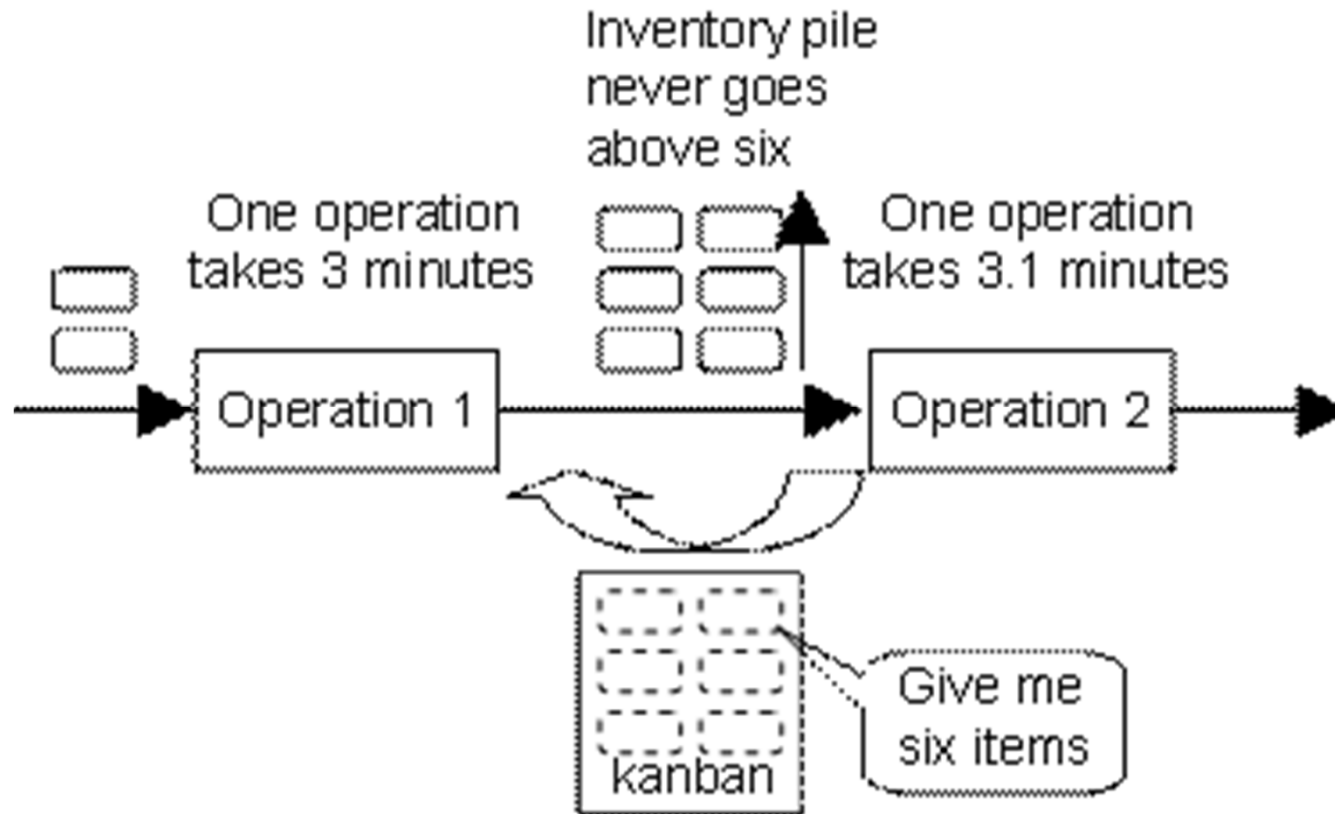 Inventory pile
never goes
above six
One operation
takes 3 minutes
One operation
takes 3.1 minutes
Operation 1
Operation 2
kanban
Give me
six items